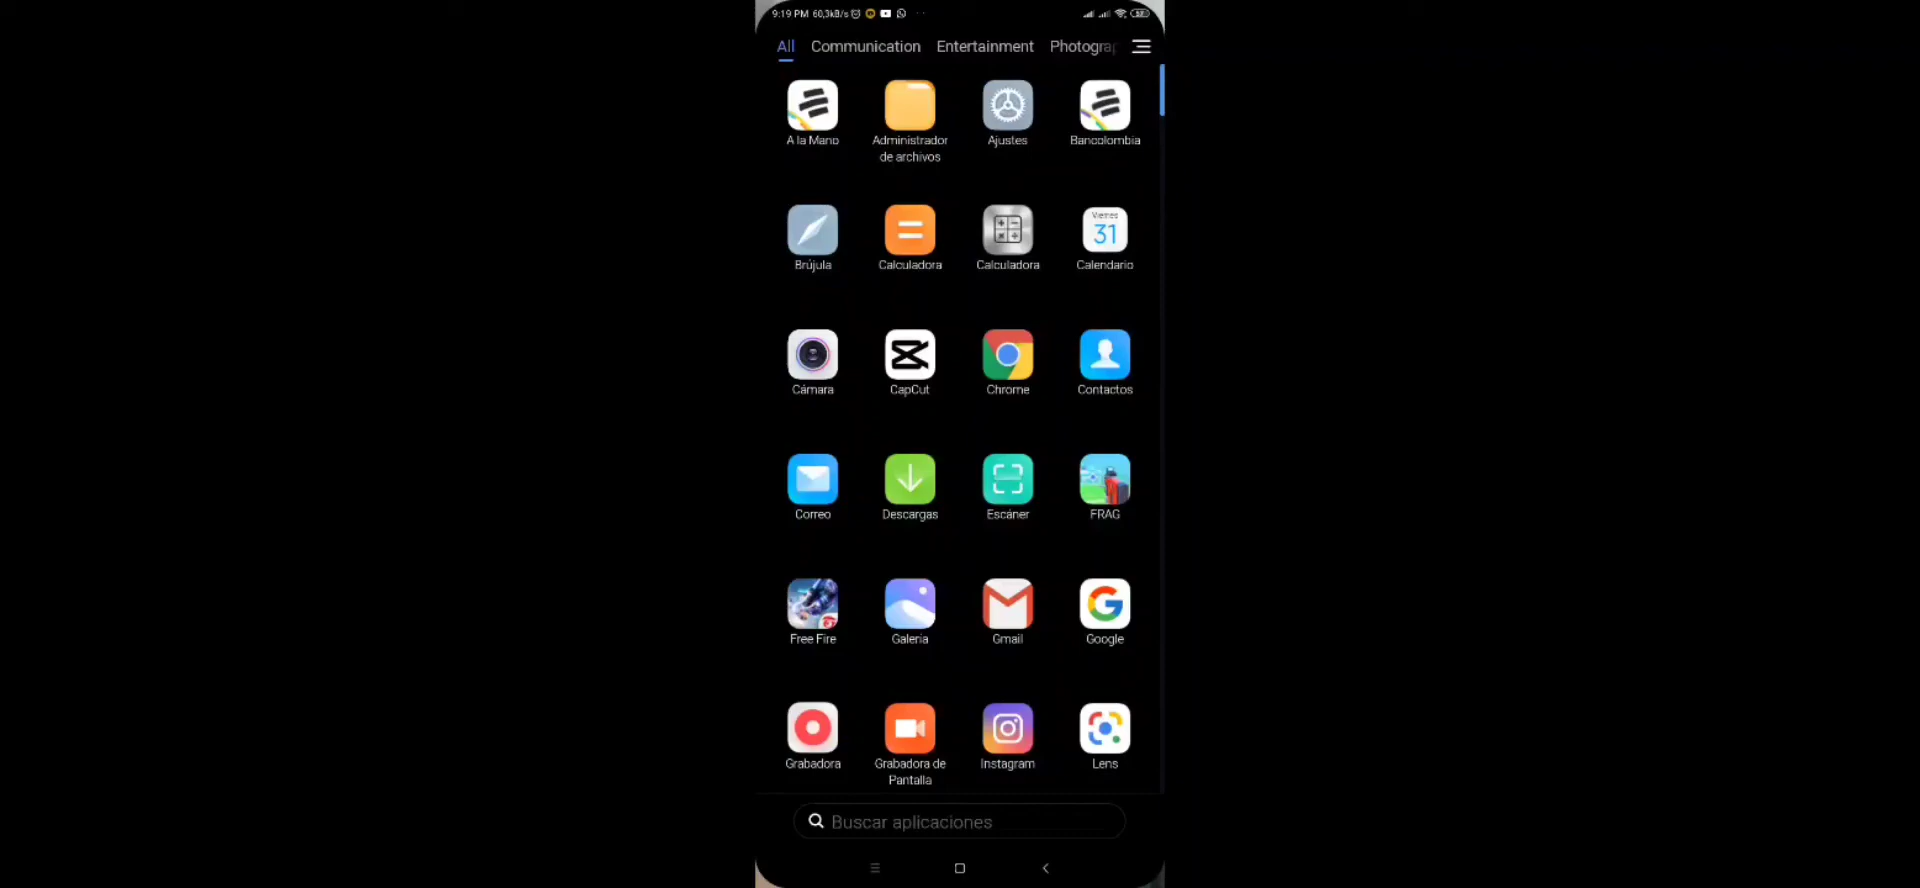 9:19 PM 60,3kB/s
All Communication Entertainment Photograp
A la Mano
Administrador
de archivos
Ajustes
Bancolombia
Brújula
Calculadora
Calculadora
Viernes
31
Calendario
Cámara
CapCut
Chrome
Contactos
Correo
Descargas
Escáner
FRAG
Free Fire
Galería
Gmail
Google
Grabadora
Grabadora de
Pantalla
Instagram
Lens
Buscar aplicaciones